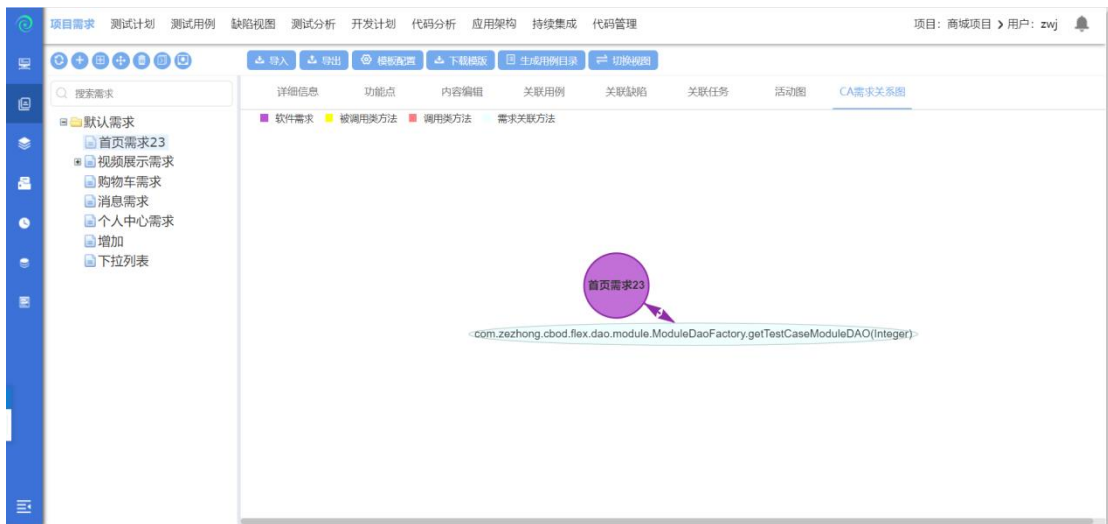 项目需求 测试计划 测试用例 缺陷视图 测试分析 开发计划 代码分析 应用架构 持续集成 代码管理 项目：商城项目 > 用户：zwj
导入 导出 模板配置 下载模版 生成用例目录 切换视图
搜索需求
详细信息 功能点 内容编辑 关联用例 关联缺陷 关联任务 活动图 CA需求关系图
软件需求 被调用类方法 调用类方法 需求关联方法
默认需求
首页需求23
视频展示需求
购物车需求
消息需求
个人中心需求
增加
下拉列表
首页需求23
com.zezhong.cbod.flex.dao.module.ModuleDaoFactory.getTestCaseModuleDAO(Integer)